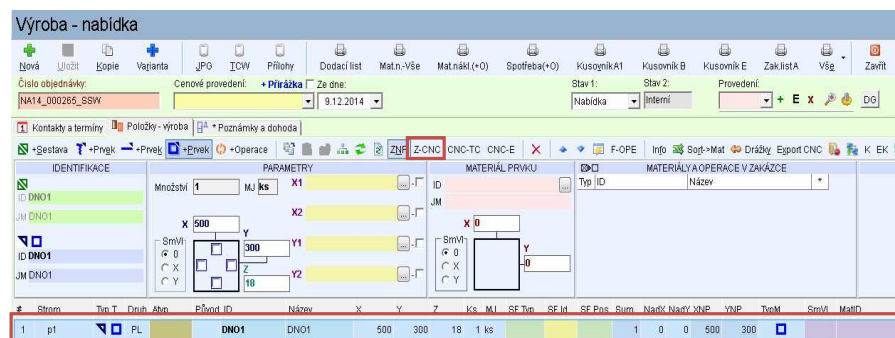 Výroba - nabídka
Nová Uložit Kopie Varianta JPG TCW Přílohy Dodací list Mat.n.-Vše Mat.nákl.(+O) Spotřeba(+O) KusovníkA1 Kusovník B Kusovník E Zak.listA Vše Zavřít
Číslo objednávky: Cenové provedení: + Přirážka Ze dne: Stav 1: Stav 2: Provedení:
NA14_000265_SSW 9.12.2014 Nabídka Interní + E x DG
1 Kontakty a termíny Položky - výroba * Poznámky a dohoda
+Sestava +Prvek +Prvek +Prvek +Operace ZNF Z-CNC CNC-TC CNC-E F-OPE Info Sort->Mat Drážky Export CNC K EK
IDENTIFIKACE PARAMETRY MATERIÁL PRVKU MATERIÁLY A OPERACE V ZAKÁZCE
Množství 1 MJ ks X1 ID Typ ID Název *
ID DNO1
JM
JM DNO1 X2
X 500 X 0
Y SmVl
SmVl 300 Y1 0 Y
0 X 0
ID DNO1 X Z Y
JM DNO1 Y 18 Y2
# Strom Typ T Druh Atyp Původ ID Název X Y Z Ks MJ SF Typ SF Id SF Pos Sum NadX NadY XNP YNP TypM SmVl MatID
1 p1 PL DNO1 DNO1 500 300 18 1 ks 1 0 0 500 300